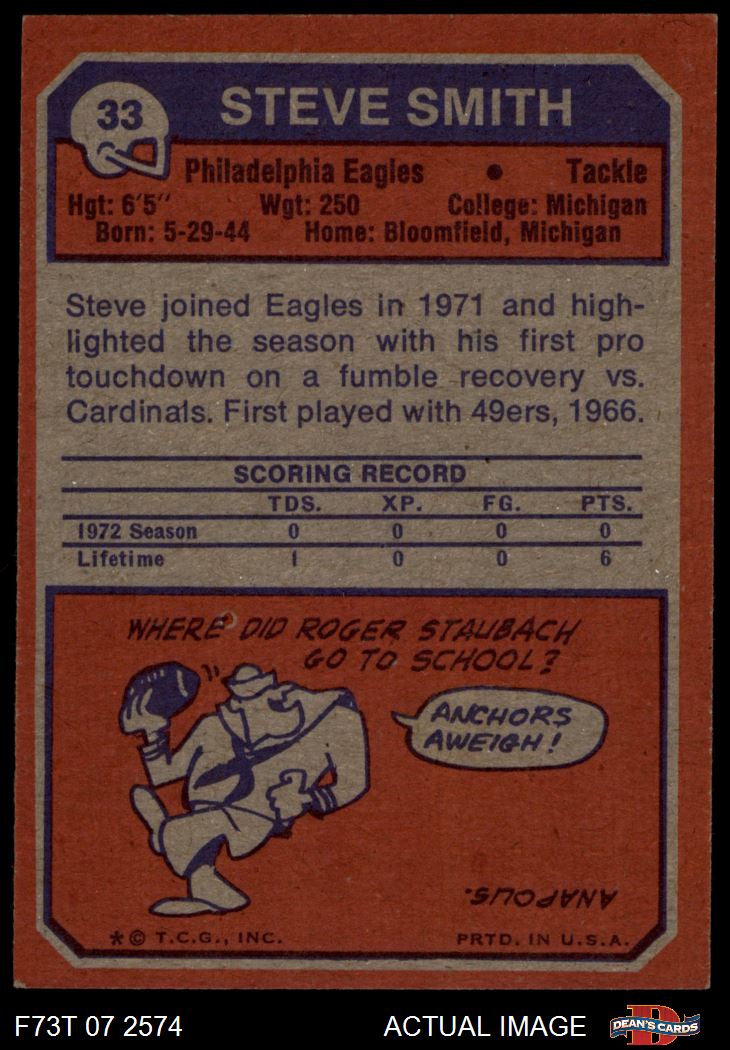 33
STEVE SMITH
Philadelphia Eagles • Tackle
Hgt: 6'5" Wgt: 250 College: Michigan
Born: 5-29-44 Home: Bloomfield, Michigan
Steve joined Eagles in 1971 and high-
lighted the season with his first pro
touchdown on a fumble recovery vs.
Cardinals. First played with 49ers, 1966.
SCORING RECORD
TDS. XP. FG. PTS.
1972 Season 0 0 0 0
Lifetime 1 0 0 6
WHERE DID ROGER STAUBACH
GO TO SCHOOL?
ANCHORS
AWEIGH!
ANAPOLIS.
* © T.C.G., INC. PRTD. IN U.S.A.
F73T 07 2574 ACTUAL IMAGE
D
DEAN'S CARDS